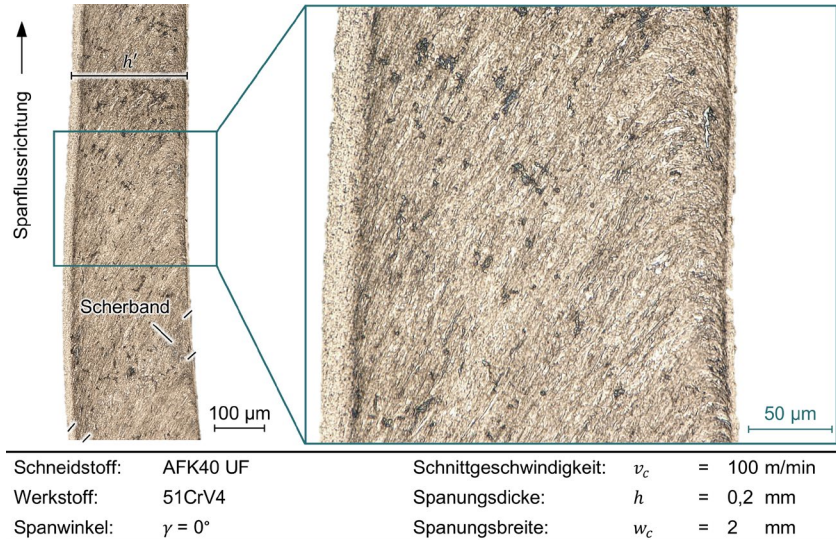 Spanflussrichtung
h′
Scherband
100 µm
50 µm
Schneidstoff: AFK40 UF Schnittgeschwindigkeit: v_c = 100 m/min
Werkstoff: 51CrV4 Spanungsdicke: h = 0,2 mm
Spanwinkel: γ = 0° Spanungsbreite: w_c = 2 mm